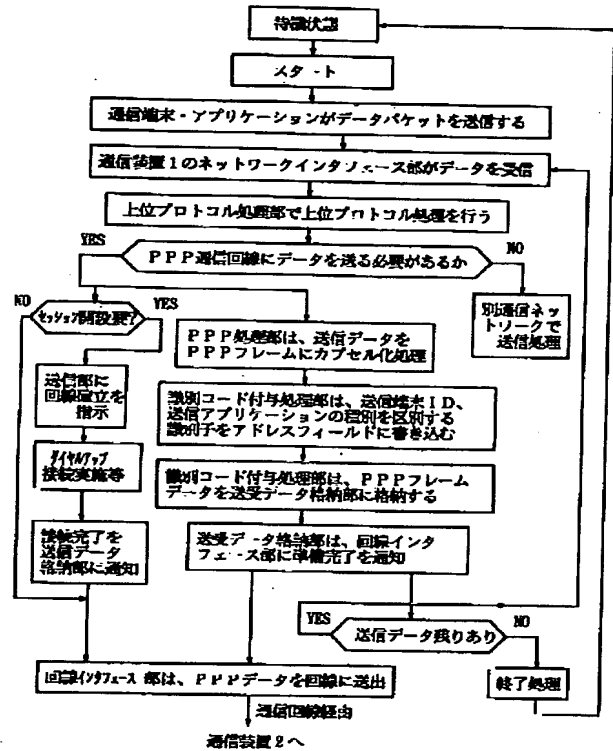 待機状態
スタート
通信端末・アプリケーションがデータパケットを送信する
通信装置1のネットワークインタフェース部がデータを受信
上位プロトコル処理部で上位プロトコル処理を行う
YES
PPP通信回線にデータを送る必要があるか
NO
NO
セッション開設要?
YES
別通信ネッ
トワークで
送信処理
PPP処理部は、送信データを
PPPフレームにカプセル化処理
送信部に
回線確立を
指示
識別コード付与処理部は、送信端末ID、
送信アプリケーションの種別を区別する
識別子をアドレスフィールドに書き込む
ダイヤルアップ
接続実施等
識別コード付与処理部は、PPPフレーム
データを送受データ格納部に格納する
接続完了を
送信データ
格納部に通知
送受データ格納部は、回線インタ
フェース部に準備完了を通知
YES
送信データ残りあり
NO
回線インタフェース部は、PPPデータを回線に送出
終了処理
通信回線経由
通信装置2へ